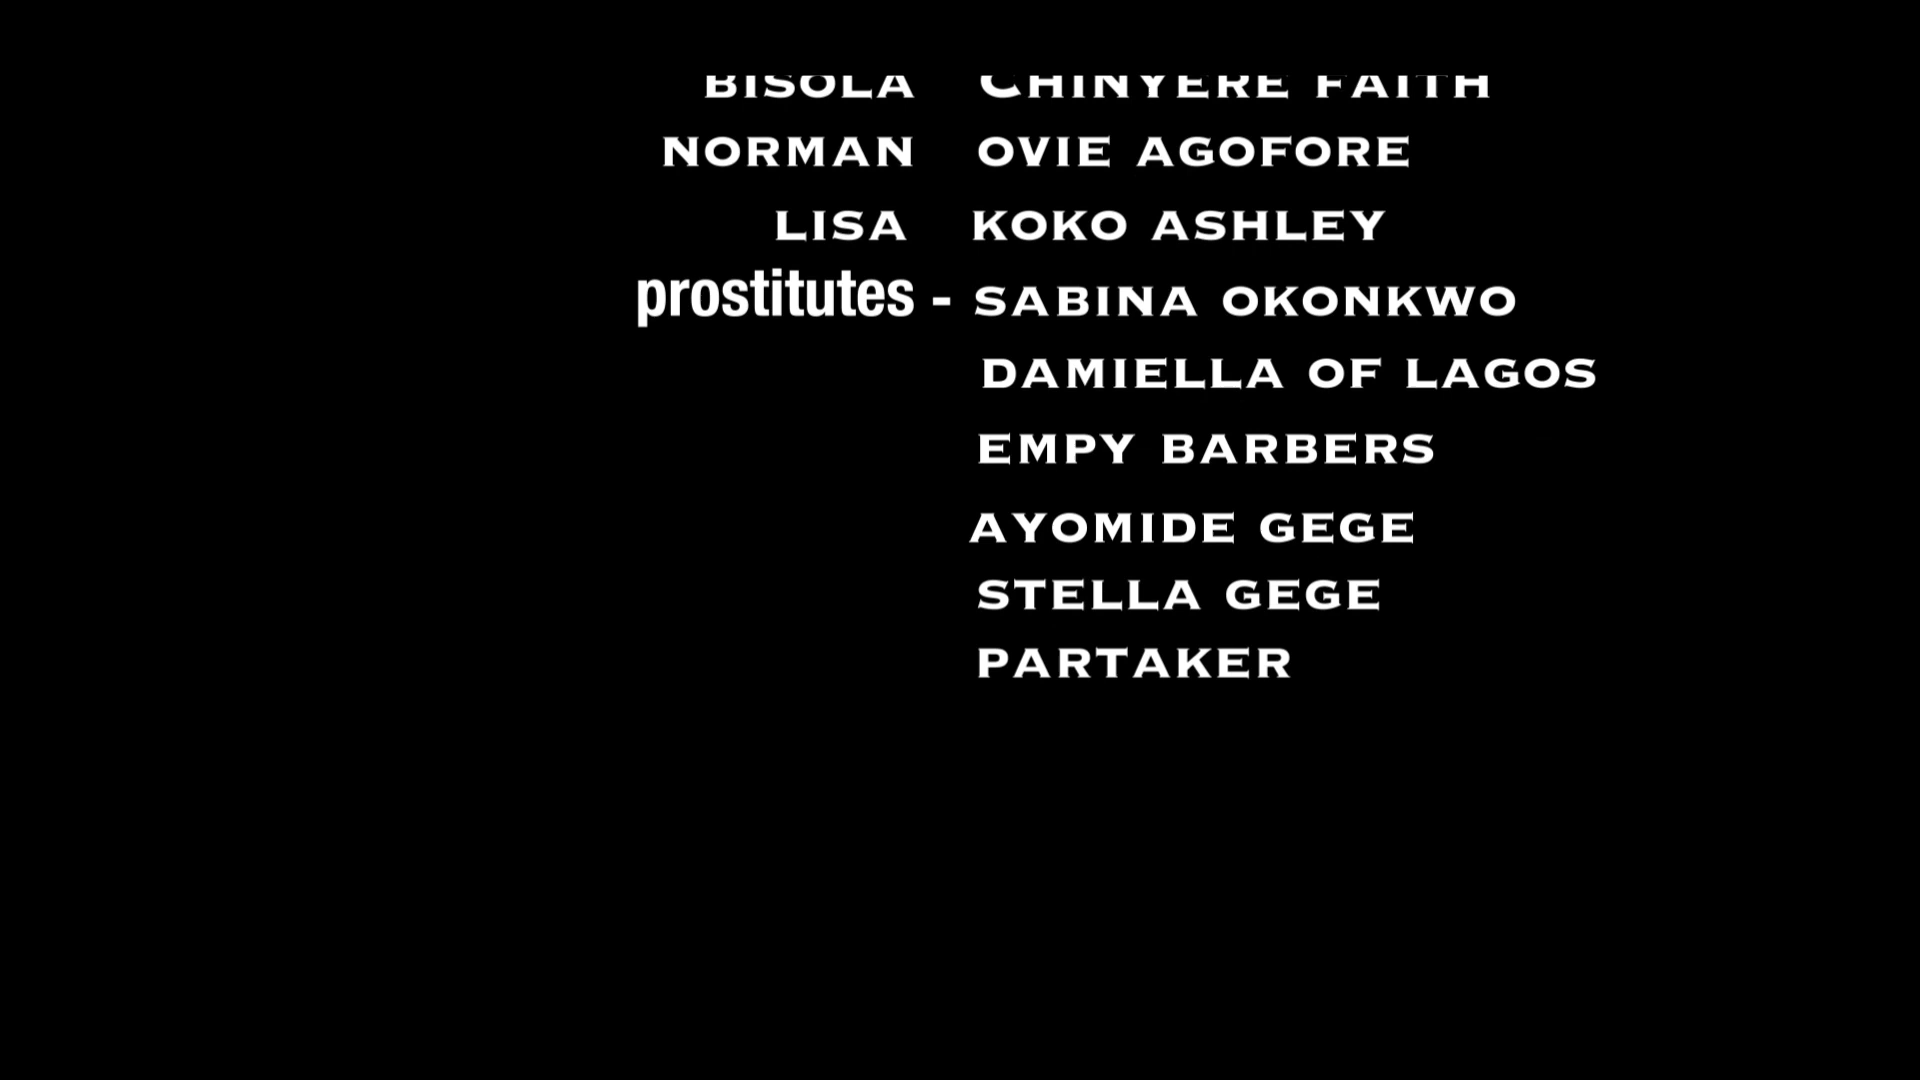 BISOLA CHINYERE FAITH
NORMAN OVIE AGOFORE
LISA KOKO ASHLEY
prostitutes - SABINA OKONKWO
DAMIELLA OF LAGOS
EMPY BARBERS
AYOMIDE GEGE
STELLA GEGE
PARTAKER